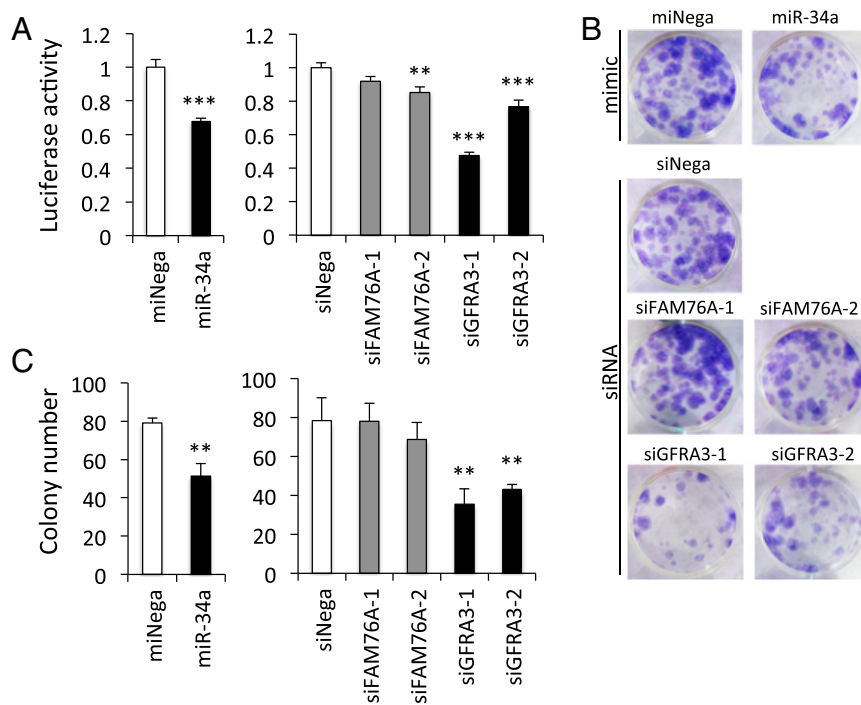 A
Luciferase activity
1.2
1
0.8
0.6
0.4
0.2
0
***
miNega
miR-34a
1.2
1
0.8
0.6
0.4
0.2
0
**
***
***
siNega
siFAM76A-1
siFAM76A-2
siGFRA3-1
siGFRA3-2
B
miNega miR-34a
mimic
siNega
siRNA
siFAM76A-1 siFAM76A-2
siGFRA3-1 siGFRA3-2
C
Colony number
100
80
60
40
20
0
**
miNega
miR-34a
100
80
60
40
20
0
**
**
siNega
siFAM76A-1
siFAM76A-2
siGFRA3-1
siGFRA3-2